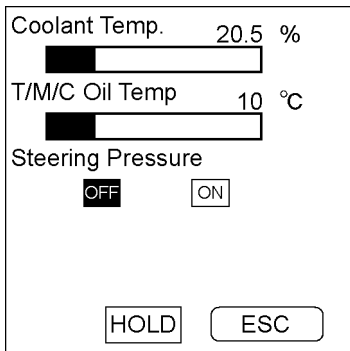 Coolant Temp. 20.5 %
T/M/C Oil Temp 10 °C
Steering Pressure
OFF ON
HOLD ESC